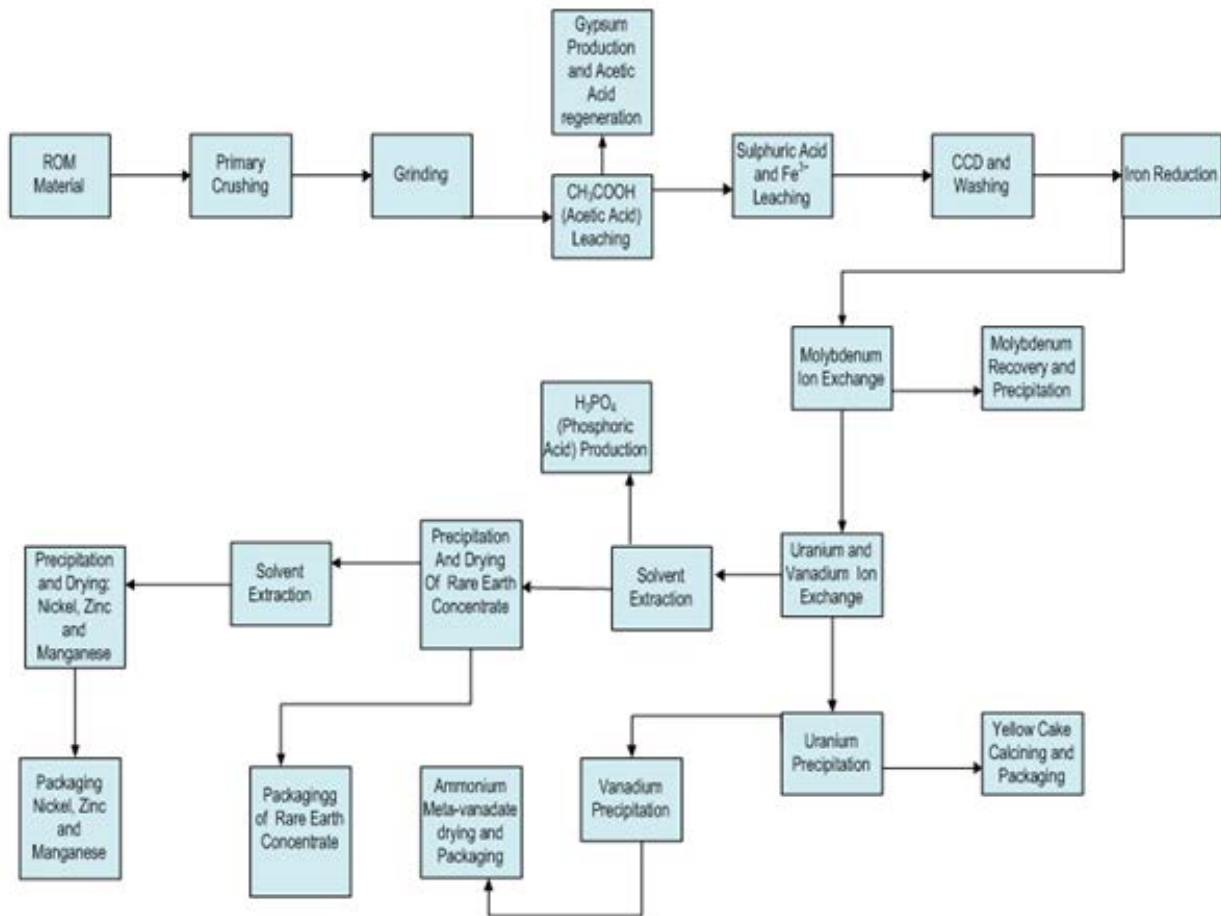 Gypsum
Production
and Acetic
Acid
regeneration
ROM
Material
Primary
Crushing
Grinding
CH₃COOH
(Acetic Acid)
Leaching
Sulphuric Acid
and Fe³⁺
Leaching
CCD and
Washing
Iron Reduction
Molybdenum
Ion Exchange
Molybdenum
Recovery and
Precipitation
H₃PO₄
(Phosphoric
Acid) Production
Precipitation
and Drying:
Nickel, Zinc
and
Manganese
Solvent
Extraction
Precipitation
And Drying
Of Rare Earth
Concentrate
Solvent
Extraction
Uranium and
Vanadium Ion
Exchange
Packaging
Nickel, Zinc
and
Manganese
Packagingg
of Rare Earth
Concentrate
Ammonium
Meta-vanadate
drying and
Packaging
Vanadium
Precipitation
Uranium
Precipitation
Yellow Cake
Calcining and
Packaging